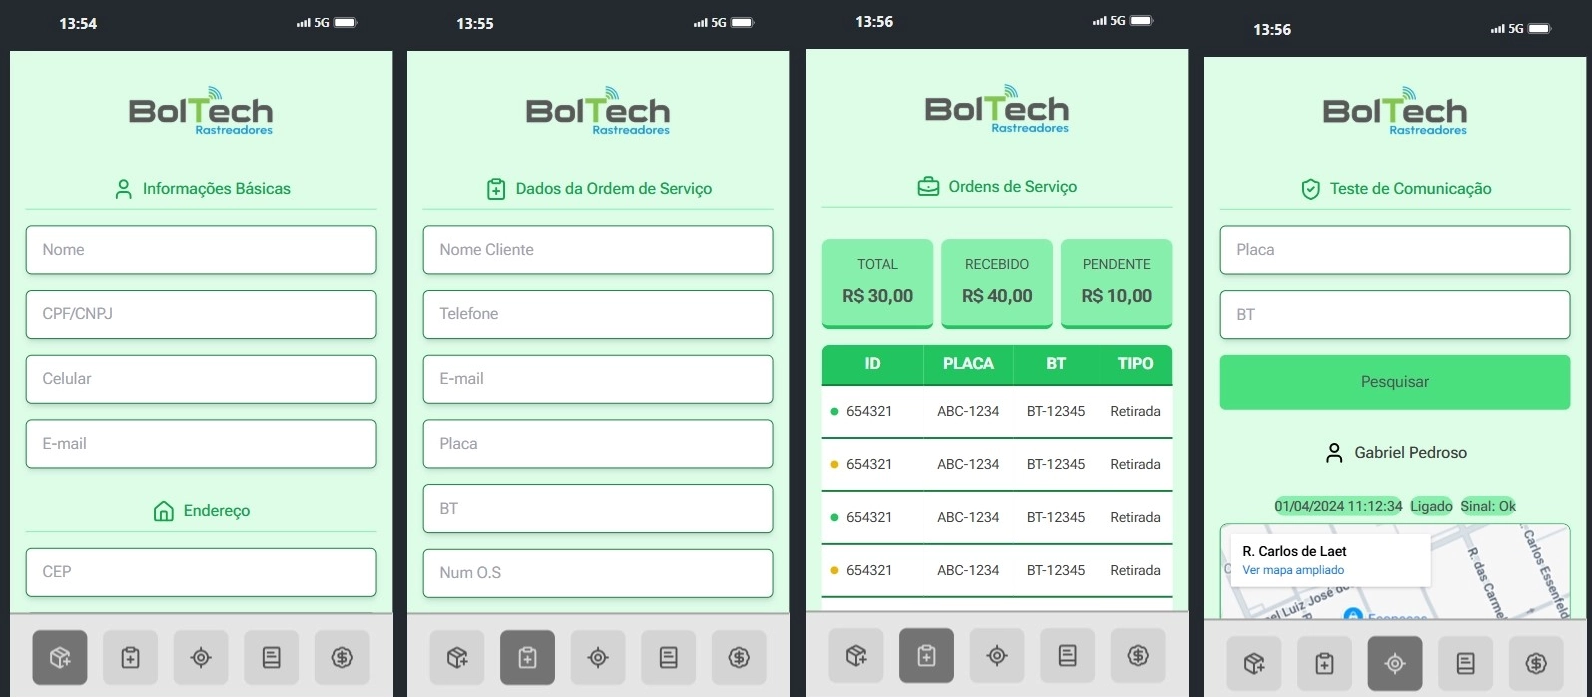 13:54
5G
BolTech
Rastreadores
Informações Básicas
Nome
CPF/CNPJ
Celular
E-mail
Endereço
CEP
13:55
5G
BolTech
Rastreadores
Dados da Ordem de Serviço
Nome Cliente
Telefone
E-mail
Placa
BT
Num O.S
13:56
5G
BolTech
Rastreadores
Ordens de Serviço
TOTAL RECEBIDO PENDENTE
R$ 30,00 R$ 40,00 R$ 10,00
ID PLACA BT TIPO
654321 ABC-1234 BT-12345 Retirada
654321 ABC-1234 BT-12345 Retirada
654321 ABC-1234 BT-12345 Retirada
654321 ABC-1234 BT-12345 Retirada
13:56
5G
BolTech
Rastreadores
Teste de Comunicação
Placa
BT
Pesquisar
Gabriel Pedroso
01/04/2024 11:12:34 Ligado Sinal: Ok
R. Carlos de Laet
Ver mapa ampliado
R. das Carmel
Carlos Essenfeld
el Luiz José do